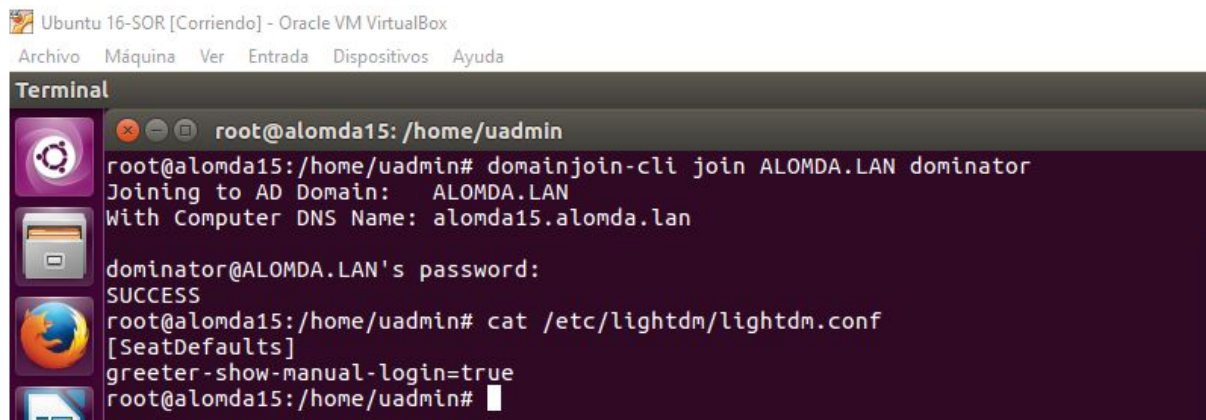 Ubuntu 16-SOR [Corriendo] - Oracle VM VirtualBox
Archivo Máquina Ver Entrada Dispositivos Ayuda
Terminal
root@alomda15: /home/uadmin
root@alomda15:/home/uadmin# domainjoin-cli join ALOMDA.LAN dominator
Joining to AD Domain:   ALOMDA.LAN
With Computer DNS Name: alomda15.alomda.lan
dominator@ALOMDA.LAN's password:
SUCCESS
root@alomda15:/home/uadmin# cat /etc/lightdm/lightdm.conf
[SeatDefaults]
greeter-show-manual-login=true
root@alomda15:/home/uadmin#